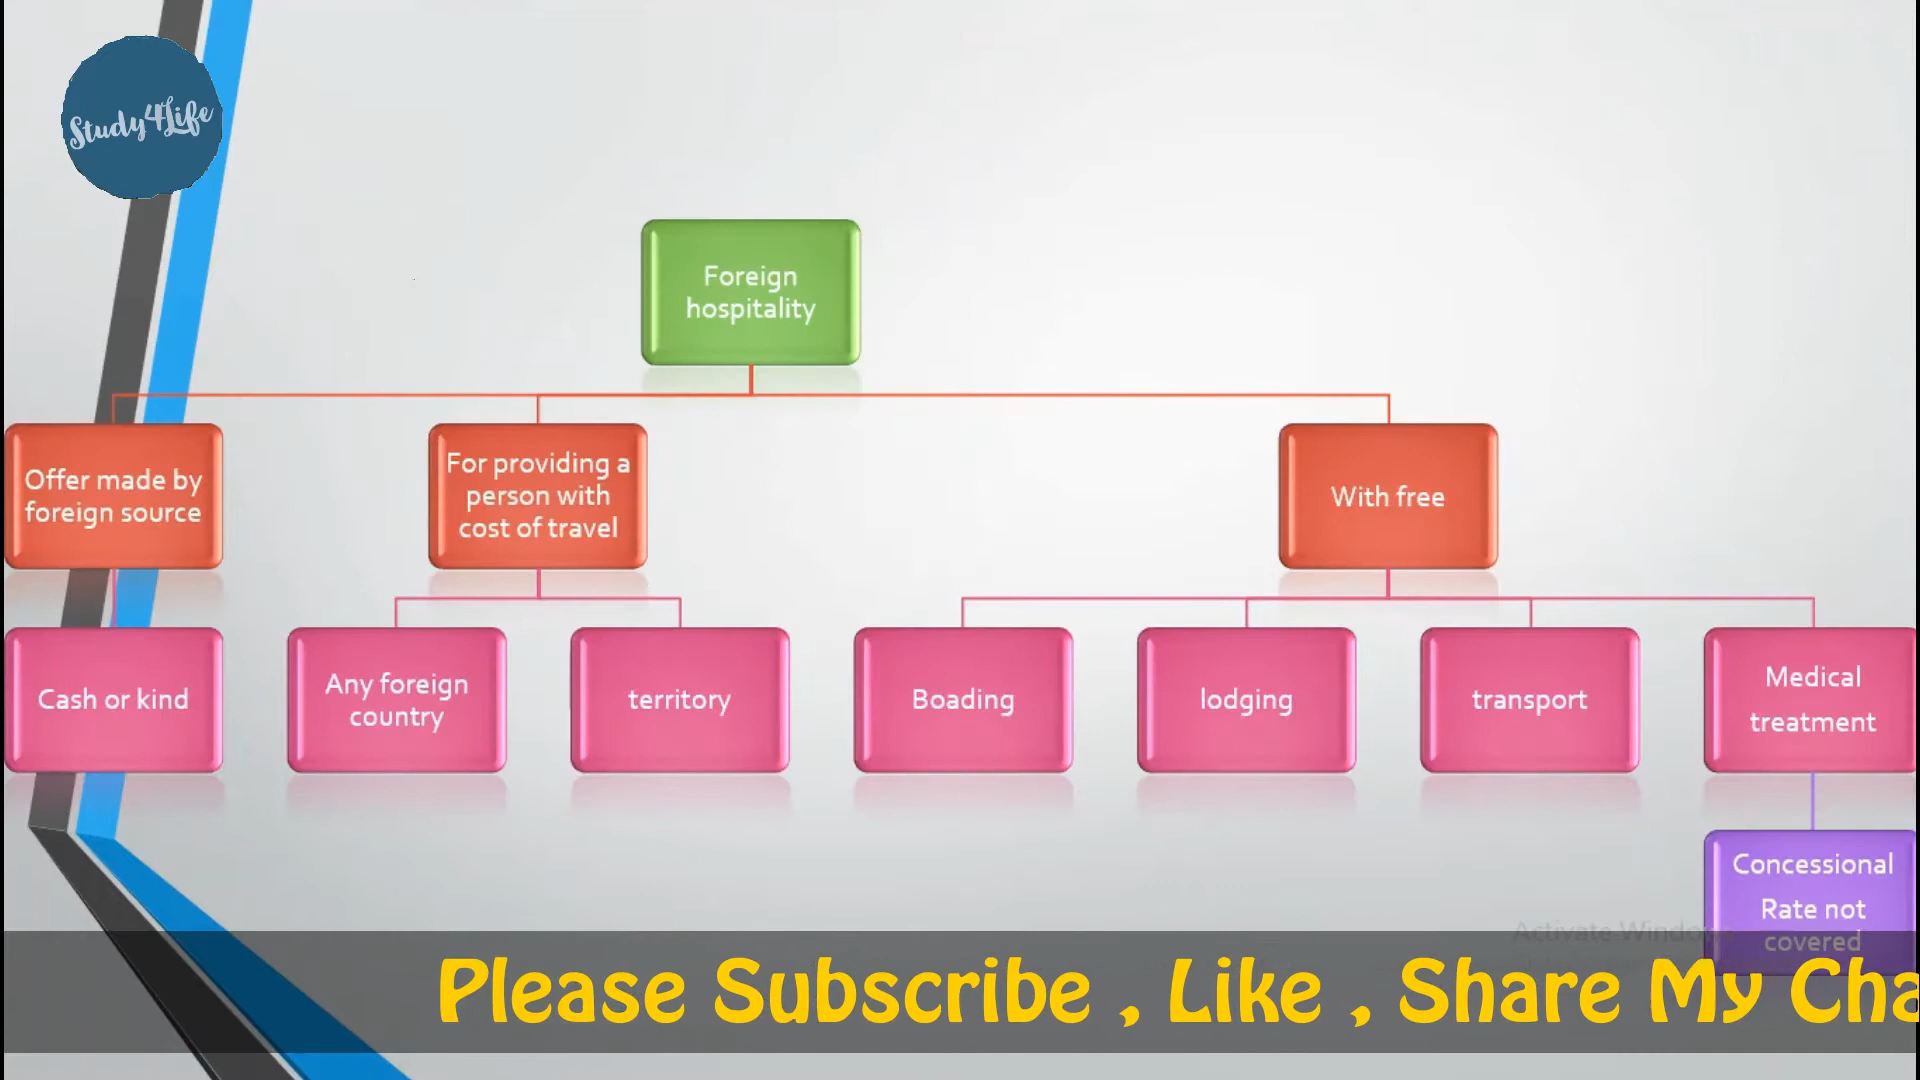 Study4Life
Foreign
hospitality
Offer made by
foreign source
For providing a
person with
cost of travel
With free
Cash or kind
Any foreign
country
territory
Boading
lodging
transport
Medical
treatment
Concessional
Rate not
covered
Activate Windo
Please Subscribe , Like , Share My Cha